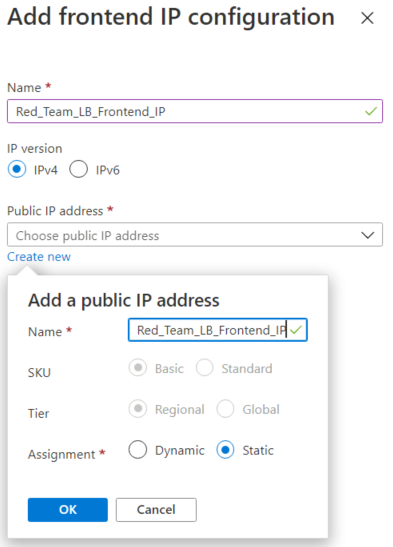 Add frontend IP configuration
Name *
Red_Team_LB_Frontend_IP
IP version
IPv4 IPv6
Public IP address *
Choose public IP address
Create new
Add a public IP address
Name * Red_Team_LB_Frontend_IP
SKU Basic Standard
Tier Regional Global
Assignment * Dynamic Static
OK Cancel